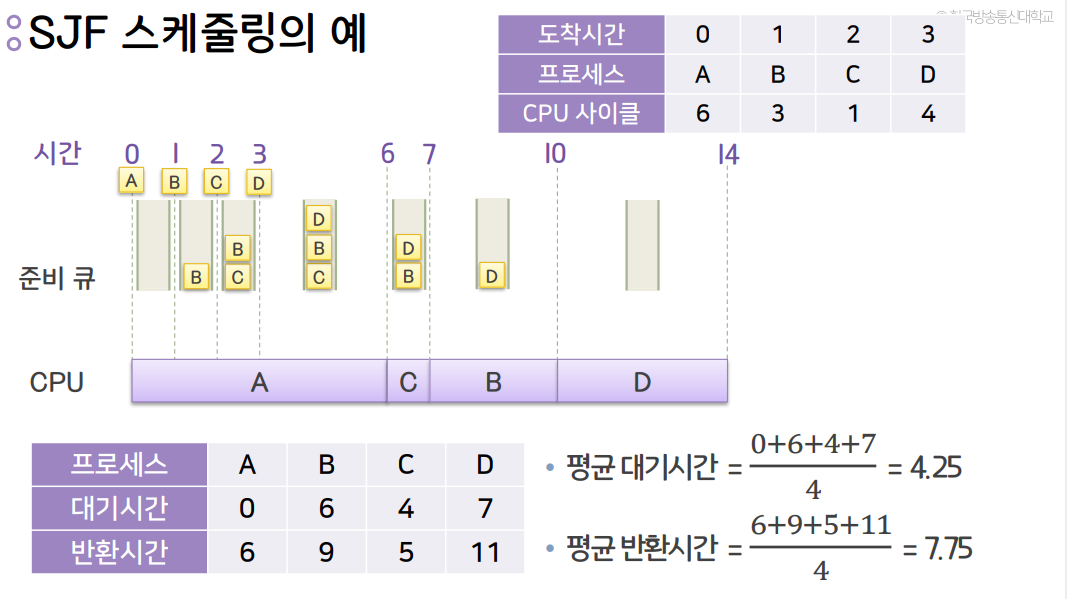 SJF 스케줄링의 예
한국방송통신대학교
도착시간 0 1 2 3
프로세스 A B C D
CPU 사이클 6 3 1 4
시간 0 1 2 3 6 7 10 14
A B C D
준비 큐
B
B
C
D
B
C
D
B
D
CPU A C B D
프로세스 A B C D
대기시간 0 6 4 7
반환시간 6 9 5 11
• 평균 대기시간 = 0+6+4+7 / 4 = 4.25
• 평균 반환시간 = 6+9+5+11 / 4 = 7.75